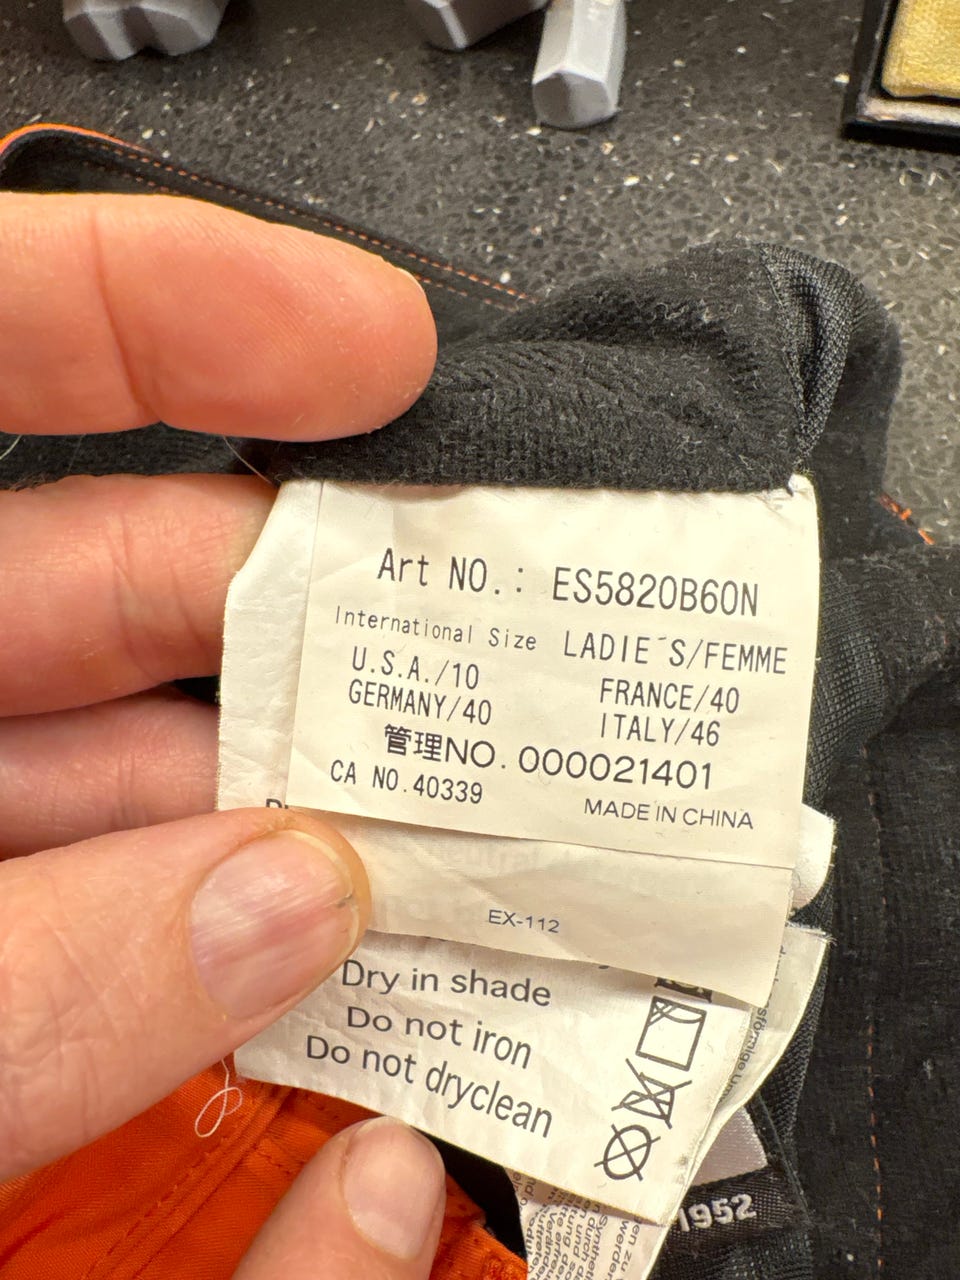 Art NO.: ES5820B60N
International Size LADIE´S/FEMME
U.S.A./10 FRANCE/40
GERMANY/40 ITALY/46
管理NO. 000021401
CA NO.40339 MADE IN CHINA
EX-112
Dry in shade
Do not iron
Do not dryclean
1952